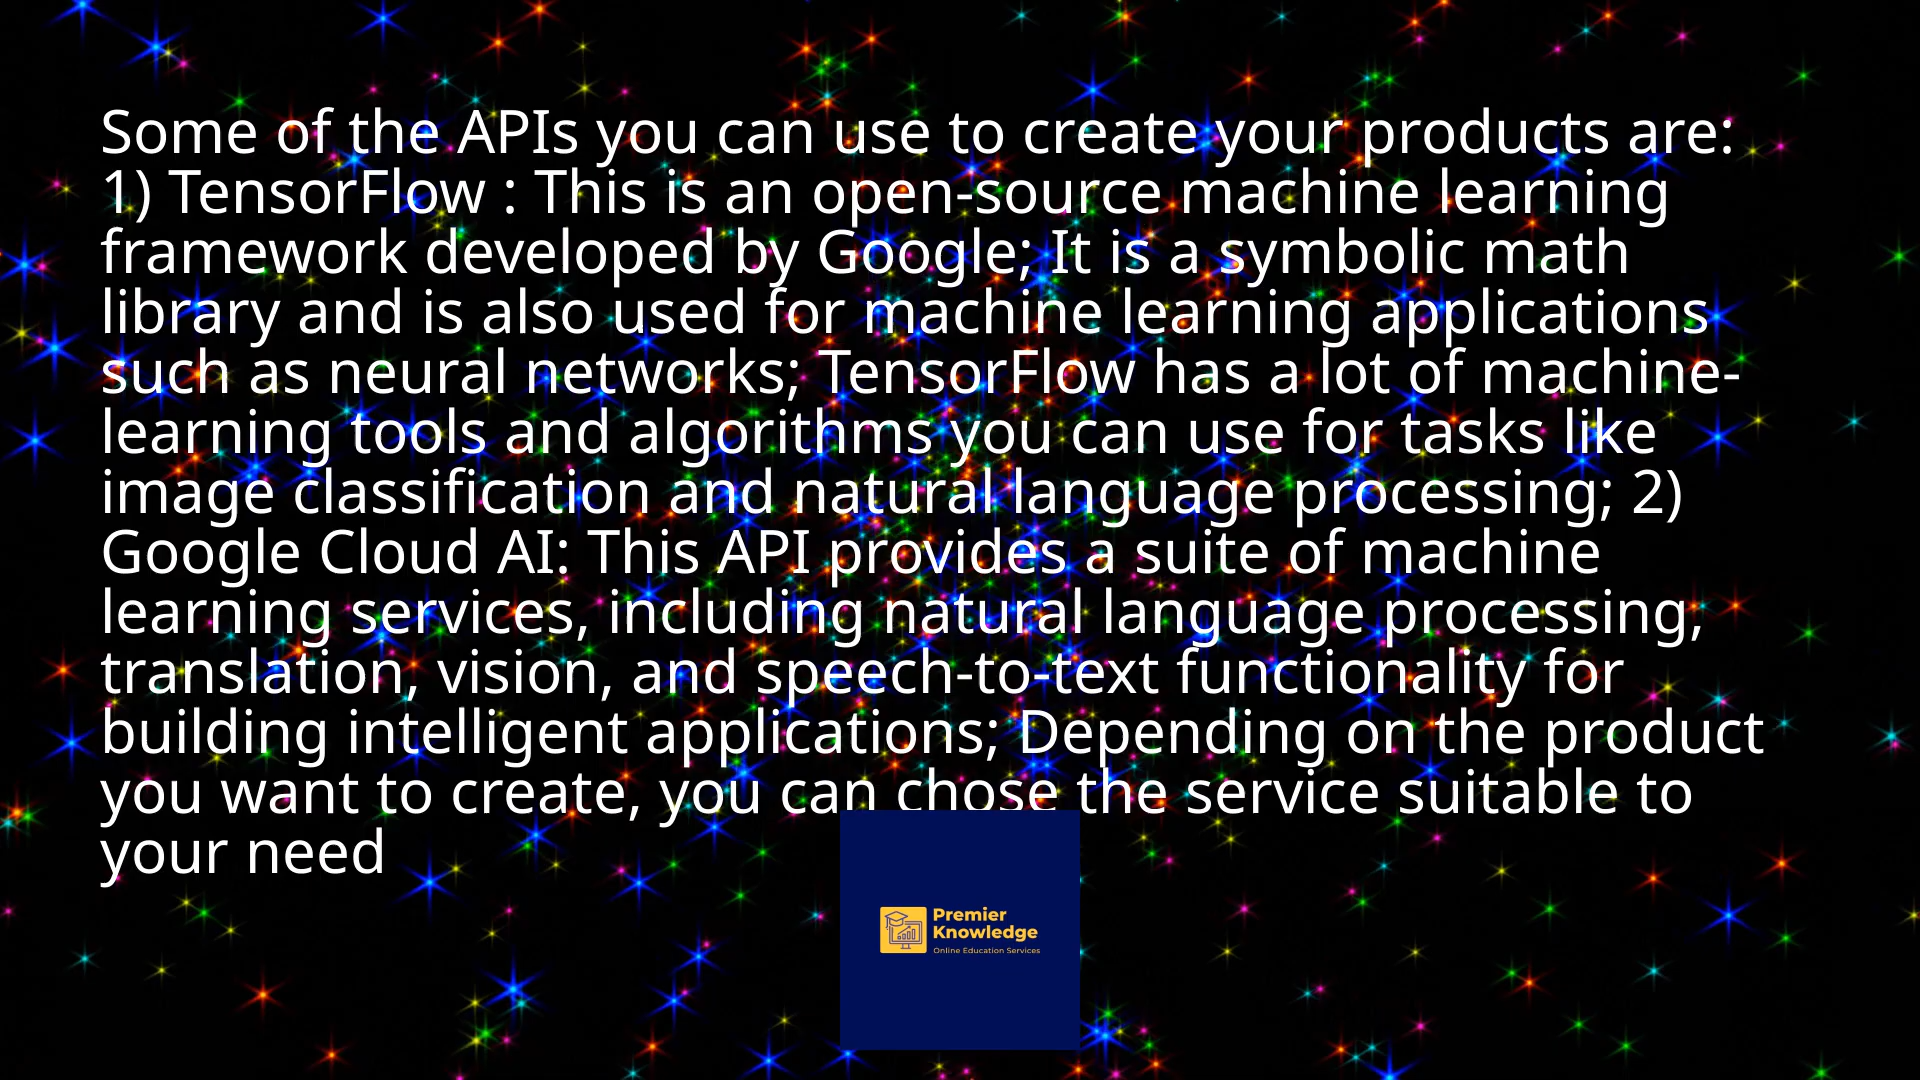 Some of the APIs you can use to create your products are:
1) TensorFlow : This is an open-source machine learning
framework developed by Google; It is a symbolic math
library and is also used for machine learning applications
such as neural networks; TensorFlow has a lot of machine-
learning tools and algorithms you can use for tasks like
image classification and natural language processing; 2)
Google Cloud AI: This API provides a suite of machine
learning services, including natural language processing,
translation, vision, and speech-to-text functionality for
building intelligent applications; Depending on the product
you want to create, you can chose the service suitable to
your need
Premier
Knowledge
Online Education Services